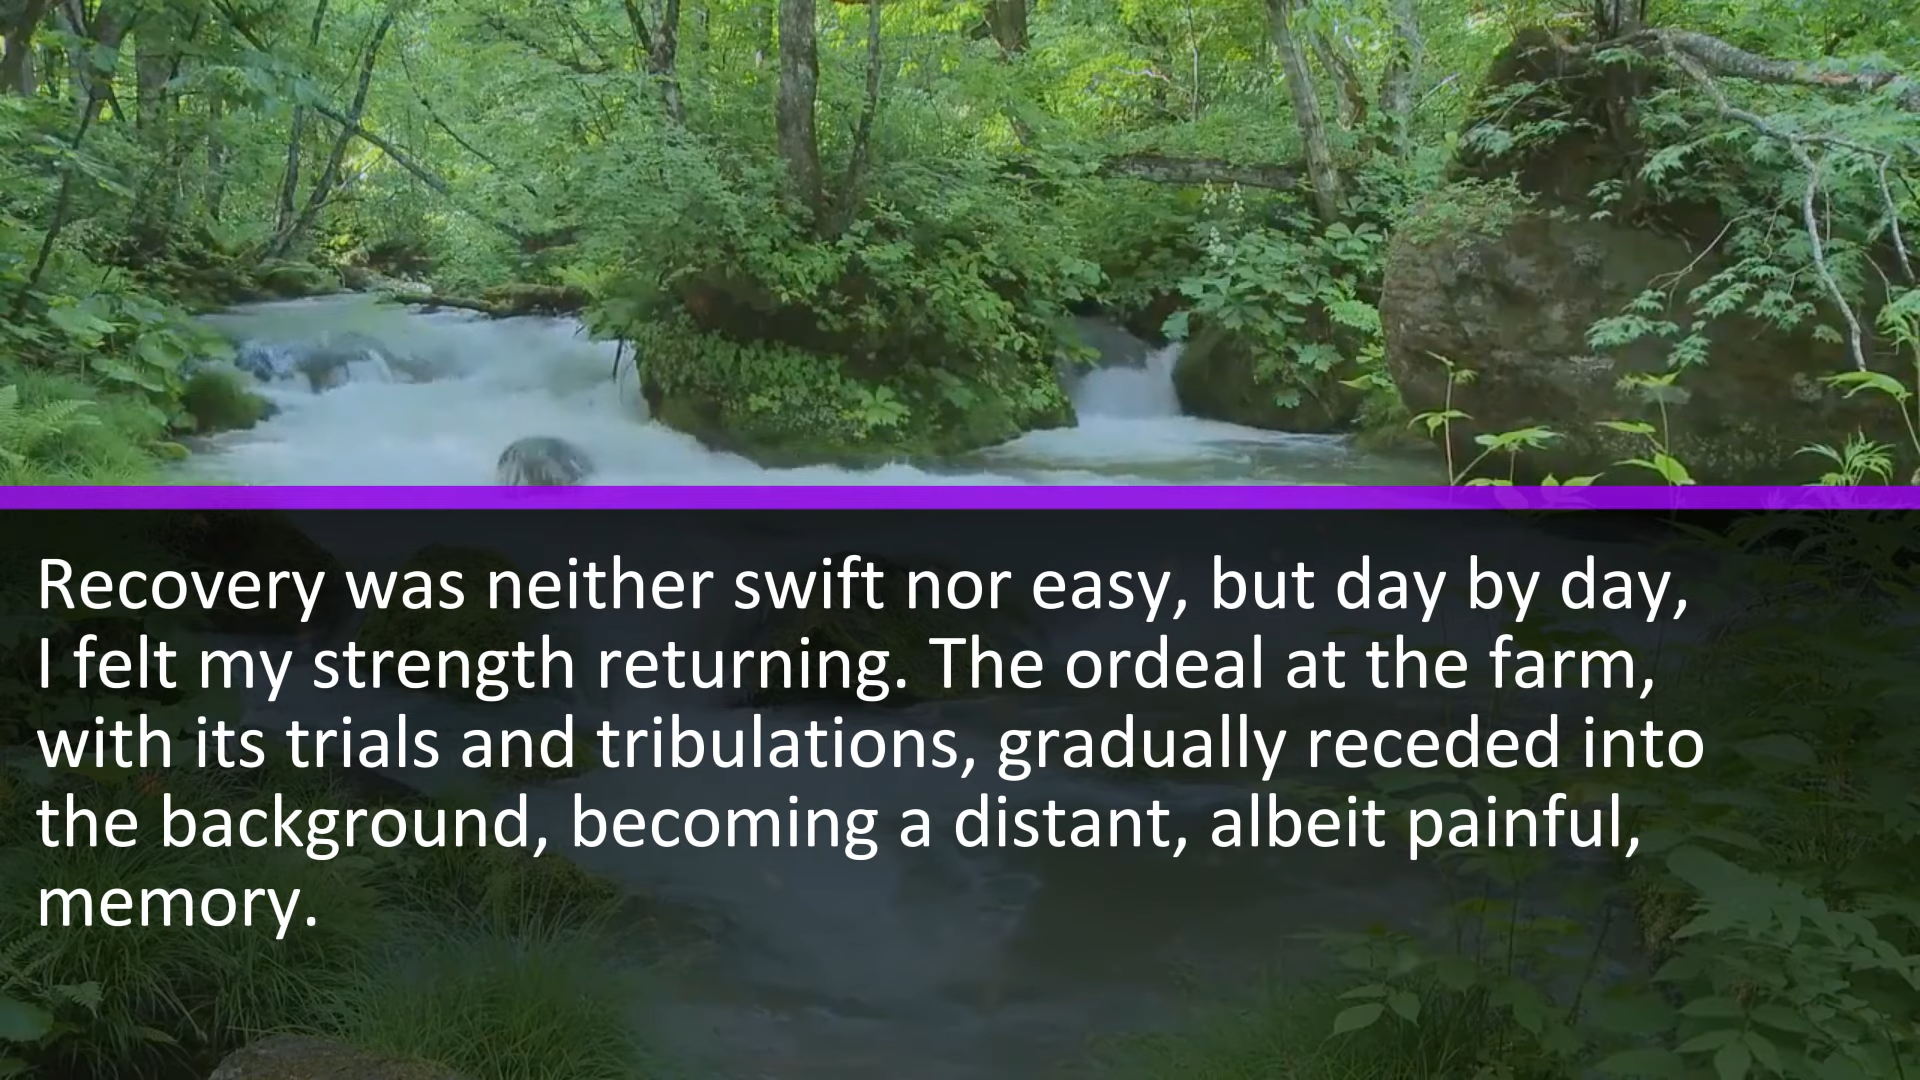 Recovery was neither swift nor easy, but day by day,
I felt my strength returning. The ordeal at the farm,
with its trials and tribulations, gradually receded into
the background, becoming a distant, albeit painful,
memory.